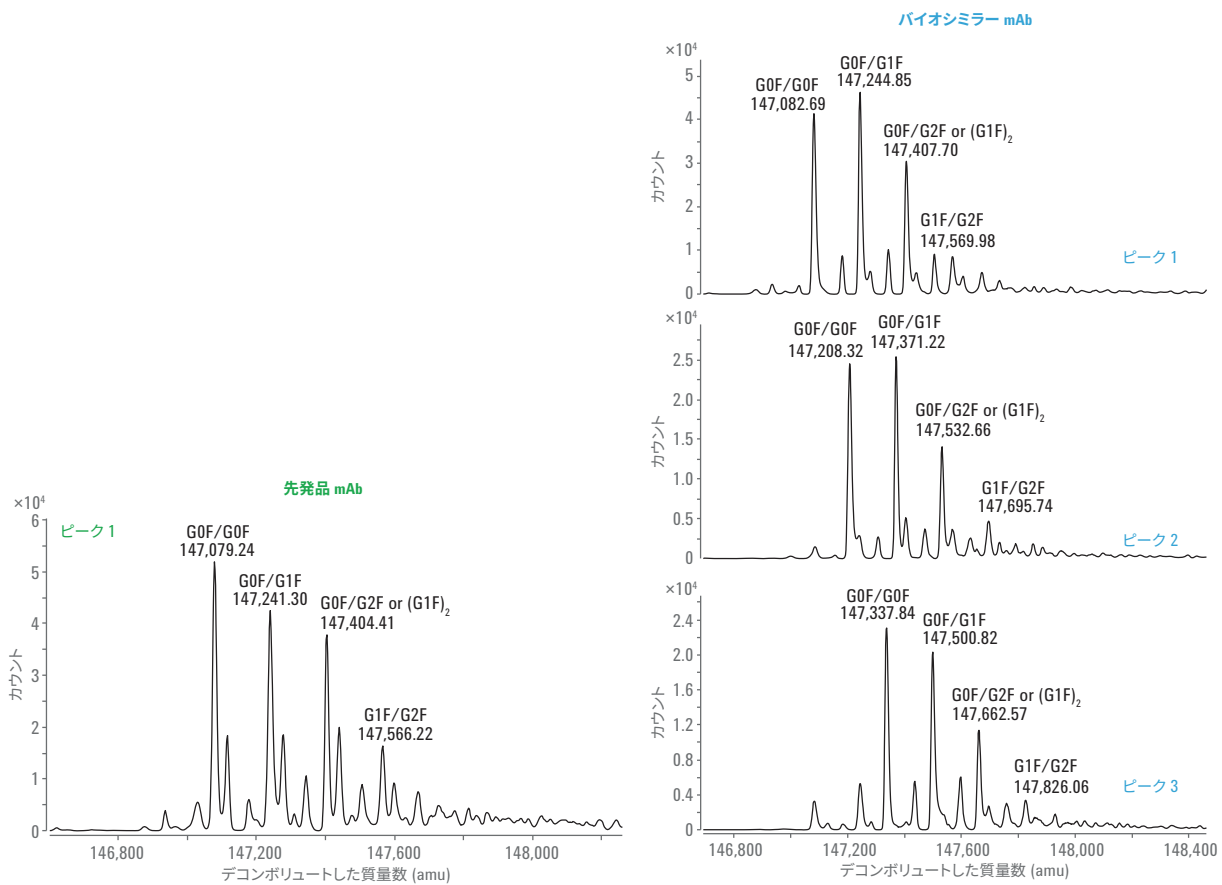 先発品 mAb
×10⁴
ピーク 1
6
5
4
3
2
1
0
カウント
G0F/G0F
147,079.24
G0F/G1F
147,241.30
G0F/G2F or (G1F)₂
147,404.41
G1F/G2F
147,566.22
146,800 147,200 147,600 148,000
デコンボリュートした質量数 (amu)
バイオシミラー mAb
×10⁴
5
4
3
2
1
0
カウント
G0F/G0F
147,082.69
G0F/G1F
147,244.85
G0F/G2F or (G1F)₂
147,407.70
G1F/G2F
147,569.98
ピーク 1
×10⁴
2.5
2.0
1.5
1.0
0.5
0
カウント
G0F/G0F
147,208.32
G0F/G1F
147,371.22
G0F/G2F or (G1F)₂
147,532.66
G1F/G2F
147,695.74
ピーク 2
×10⁴
2.4
2.0
1.6
1.2
0.8
0.4
0
カウント
G0F/G0F
147,337.84
G0F/G1F
147,500.82
G0F/G2F or (G1F)₂
147,662.57
G1F/G2F
147,826.06
ピーク 3
146,800 147,200 147,600 148,000 148,400
デコンボリュートした質量数 (amu)